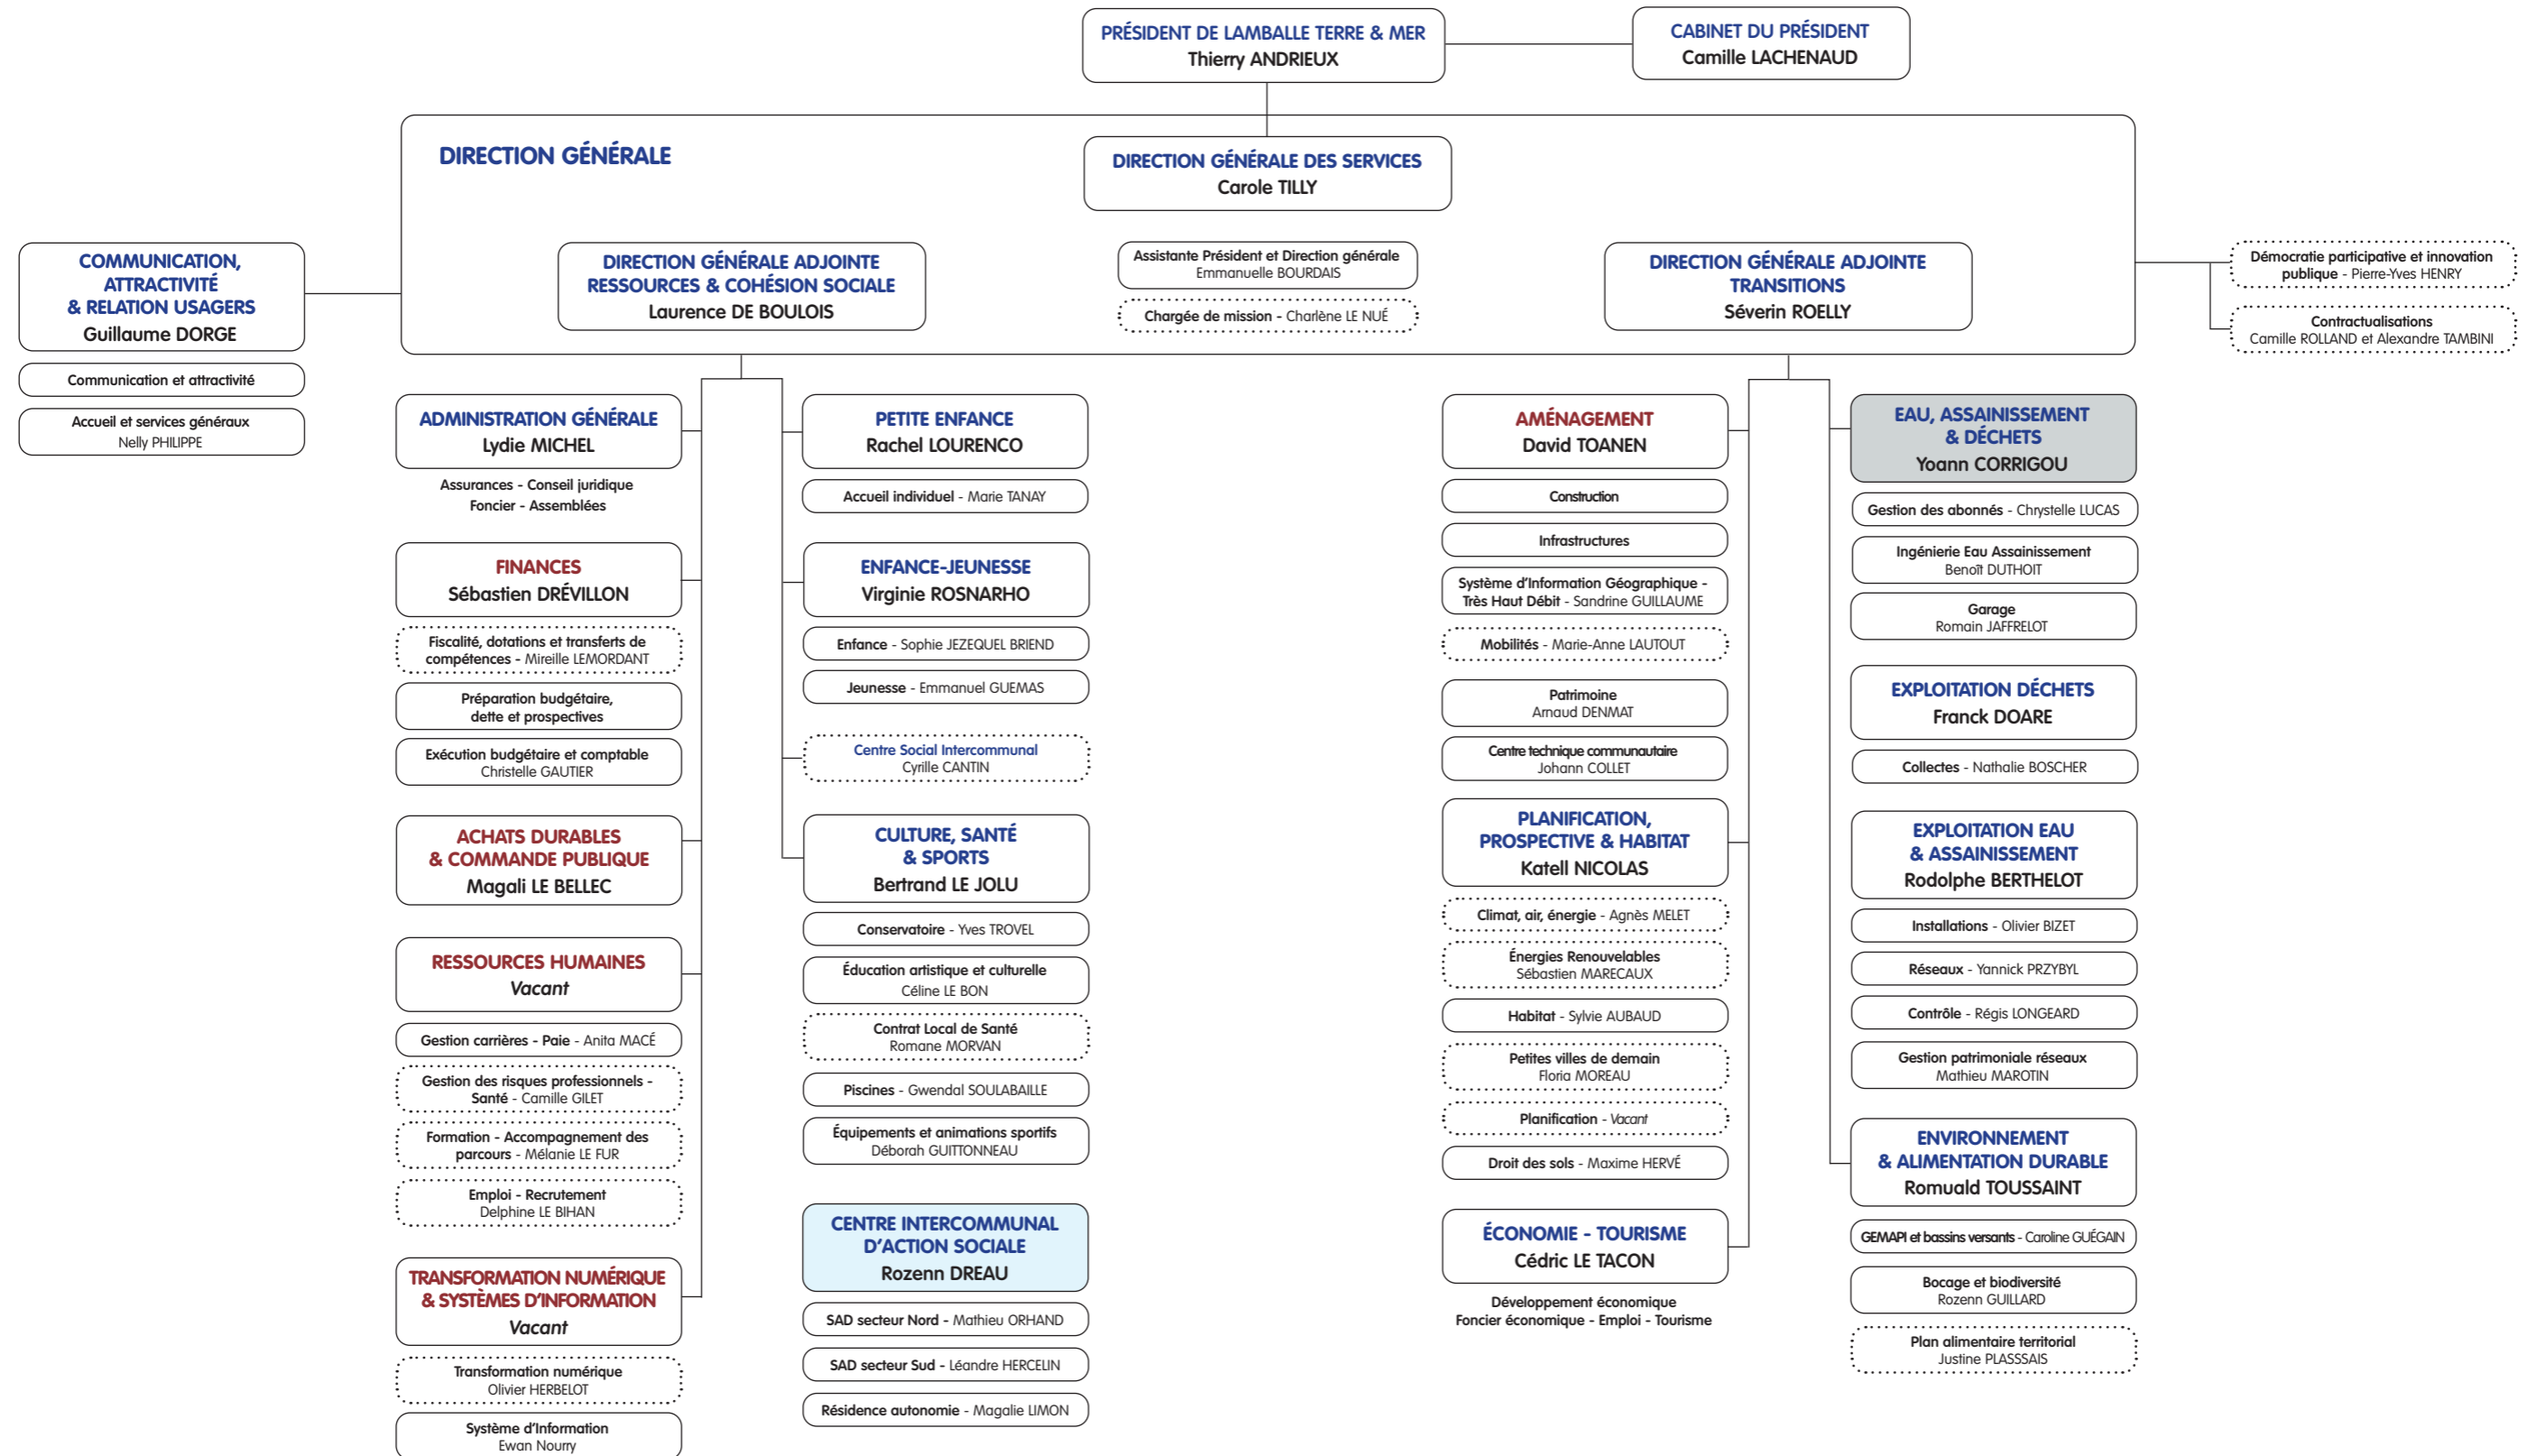 PRÉSIDENT DE LAMBALLE TERRE & MER
Thierry ANDRIEUX
CABINET DU PRÉSIDENT
Camille LACHENAUD
DIRECTION GÉNÉRALE
DIRECTION GÉNÉRALE DES SERVICES
Carole TILLY
COMMUNICATION,
ATTRACTIVITÉ
& RELATION USAGERS
Guillaume DORGE
Communication et attractivité
Accueil et services généraux
Nelly PHILIPPE
DIRECTION GÉNÉRALE ADJOINTE
RESSOURCES & COHÉSION SOCIALE
Laurence DE BOULOIS
Assistante Président et Direction générale
Emmanuelle BOURDAIS
Chargée de mission - Charlène LE NUÉ
DIRECTION GÉNÉRALE ADJOINTE
TRANSITIONS
Séverin ROELLY
Démocratie participative et innovation
publique - Pierre-Yves HENRY
Contractualisations
Camille ROLLAND et Alexandre TAMBINI
ADMINISTRATION GÉNÉRALE
Lydie MICHEL
Assurances - Conseil juridique
Foncier - Assemblées
FINANCES
Sébastien DRÉVILLON
Fiscalité, dotations et transferts de
compétences - Mireille LEMORDANT
Préparation budgétaire,
dette et prospectives
Exécution budgétaire et comptable
Christelle GAUTIER
ACHATS DURABLES
& COMMANDE PUBLIQUE
Magali LE BELLEC
RESSOURCES HUMAINES
Vacant
Gestion carrières - Paie - Anita MACÉ
Gestion des risques professionnels -
Santé - Camille GILET
Formation - Accompagnement des
parcours - Mélanie LE FUR
Emploi - Recrutement
Delphine LE BIHAN
TRANSFORMATION NUMÉRIQUE
& SYSTÈMES D'INFORMATION
Vacant
Transformation numérique
Olivier HERBELOT
Système d'Information
Ewan Nourry
PETITE ENFANCE
Rachel LOURENCO
Accueil individuel - Marie TANAY
ENFANCE-JEUNESSE
Virginie ROSNARHO
Enfance - Sophie JEZEQUEL BRIEND
Jeunesse - Emmanuel GUEMAS
Centre Social Intercommunal
Cyrille CANTIN
CULTURE, SANTÉ
& SPORTS
Bertrand LE JOLU
Conservatoire - Yves TROVEL
Éducation artistique et culturelle
Céline LE BON
Contrat Local de Santé
Romane MORVAN
Piscines - Gwendal SOULABAILLE
Équipements et animations sportifs
Déborah GUITTONNEAU
CENTRE INTERCOMMUNAL
D'ACTION SOCIALE
Rozenn DREAU
SAD secteur Nord - Mathieu ORHAND
SAD secteur Sud - Léandre HERCELIN
Résidence autonomie - Magalie LIMON
AMÉNAGEMENT
David TOANEN
Construction
Infrastructures
Système d'Information Géographique -
Très Haut Débit - Sandrine GUILLAUME
Mobilités - Marie-Anne LAUTOUT
Patrimoine
Arnaud DENMAT
Centre technique communautaire
Johann COLLET
PLANIFICATION,
PROSPECTIVE & HABITAT
Katell NICOLAS
Climat, air, énergie - Agnès MELET
Énergies Renouvelables
Sébastien MARECAUX
Habitat - Sylvie AUBAUD
Petites villes de demain
Floria MOREAU
Planification - Vacant
Droit des sols - Maxime HERVÉ
ÉCONOMIE - TOURISME
Cédric LE TACON
Développement économique
Foncier économique - Emploi - Tourisme
EAU, ASSAINISSEMENT
& DÉCHETS
Yoann CORRIGOU
Gestion des abonnés - Chrystelle LUCAS
Ingénierie Eau Assainissement
Benoît DUTHOIT
Garage
Romain JAFFRELOT
EXPLOITATION DÉCHETS
Franck DOARE
Collectes - Nathalie BOSCHER
EXPLOITATION EAU
& ASSAINISSEMENT
Rodolphe BERTHELOT
Installations - Olivier BIZET
Réseaux - Yannick PRZYBYL
Contrôle - Régis LONGEARD
Gestion patrimoniale réseaux
Mathieu MAROTIN
ENVIRONNEMENT
& ALIMENTATION DURABLE
Romuald TOUSSAINT
GEMAPI et bassins versants - Caroline GUÉGAIN
Bocage et biodiversité
Rozenn GUILLARD
Plan alimentaire territorial
Justine PLASSSAIS